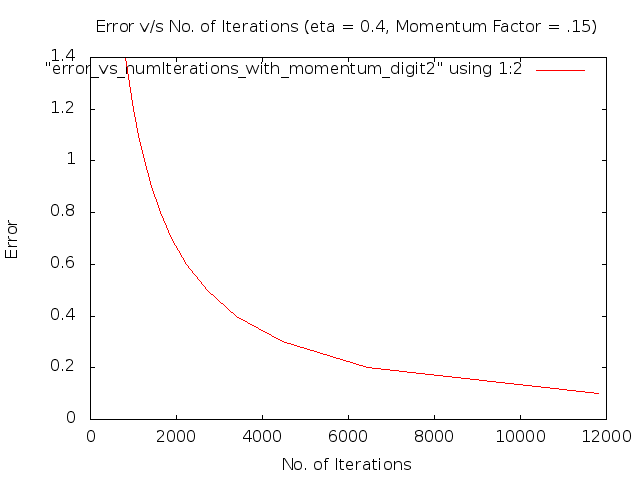 Error v/s No. of Iterations (eta = 0.4, Momentum Factor = .15)
"error_vs_numIterations_with_momentum_digit2" using 1:2
1.4
1.2
1
0.8
0.6
0.4
0.2
0
Error
0 2000 4000 6000 8000 10000 12000
No. of Iterations